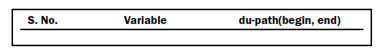 S. No. Variable du-path(begin, end)